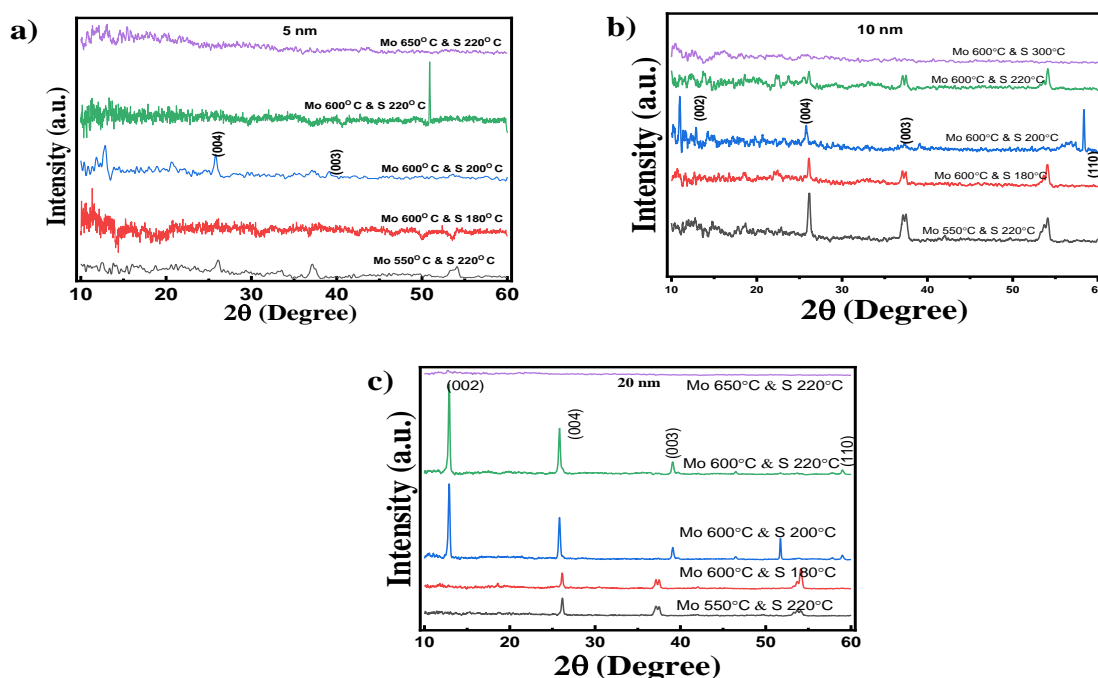 a)
5 nm
Mo 650°C & S 220°C
Mo 600°C & S 220°C
(004)
(003)
Mo 600°C & S 200°C
Mo 600°C & S 180°C
Mo 550°C & S 220°C
Intensity (a.u.)
10 20 30 40 50 60
2θ (Degree)
b)
10 nm
Mo 600°C & S 300°C
Mo 600°C & S 220°C
(002)
(004)
(003)
Mo 600°C & S 200°C
(110)
Mo 600°C & S 180°C
Mo 550°C & S 220°C
Intensity (a.u.)
10 20 30 40 50 60
2θ (Degree)
c)
20 nm
Mo 650°C & S 220°C
(002)
(004)
(003)
(110)
Mo 600°C & S 220°C
Mo 600°C & S 200°C
Mo 600°C & S 180°C
Mo 550°C & S 220°C
Intensity (a.u.)
10 20 30 40 50 60
2θ (Degree)